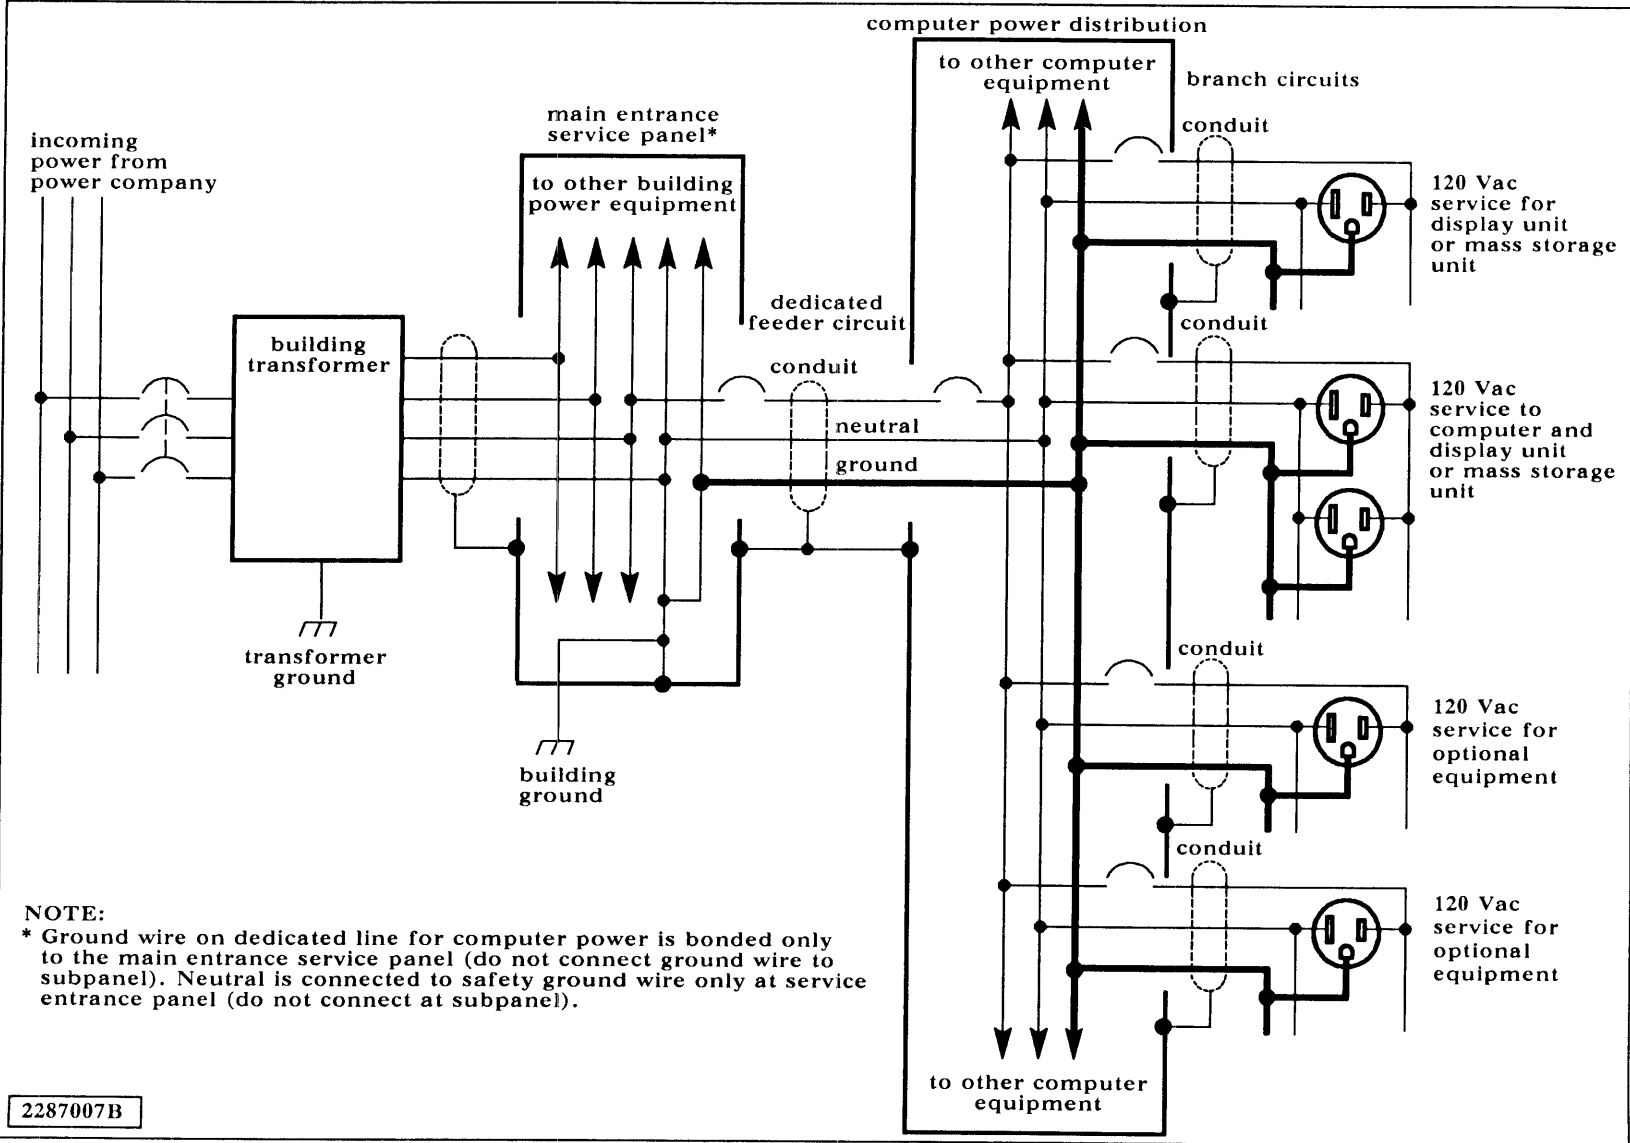 computer power distribution
to other computer
equipment
branch circuits
conduit
main entrance
service panel*
incoming
power from
power company
to other building
power equipment
120 Vac
service for
display unit
or mass storage
unit
dedicated
feeder circuit
conduit
building
transformer
conduit
120 Vac
service to
computer and
display unit
or mass storage
unit
neutral
ground
transformer
ground
conduit
120 Vac
service for
optional
equipment
building
ground
conduit
120 Vac
service for
optional
equipment
NOTE:
* Ground wire on dedicated line for computer power is bonded only
to the main entrance service panel (do not connect ground wire to
subpanel). Neutral is connected to safety ground wire only at service
entrance panel (do not connect at subpanel).
to other computer
equipment
2287007B